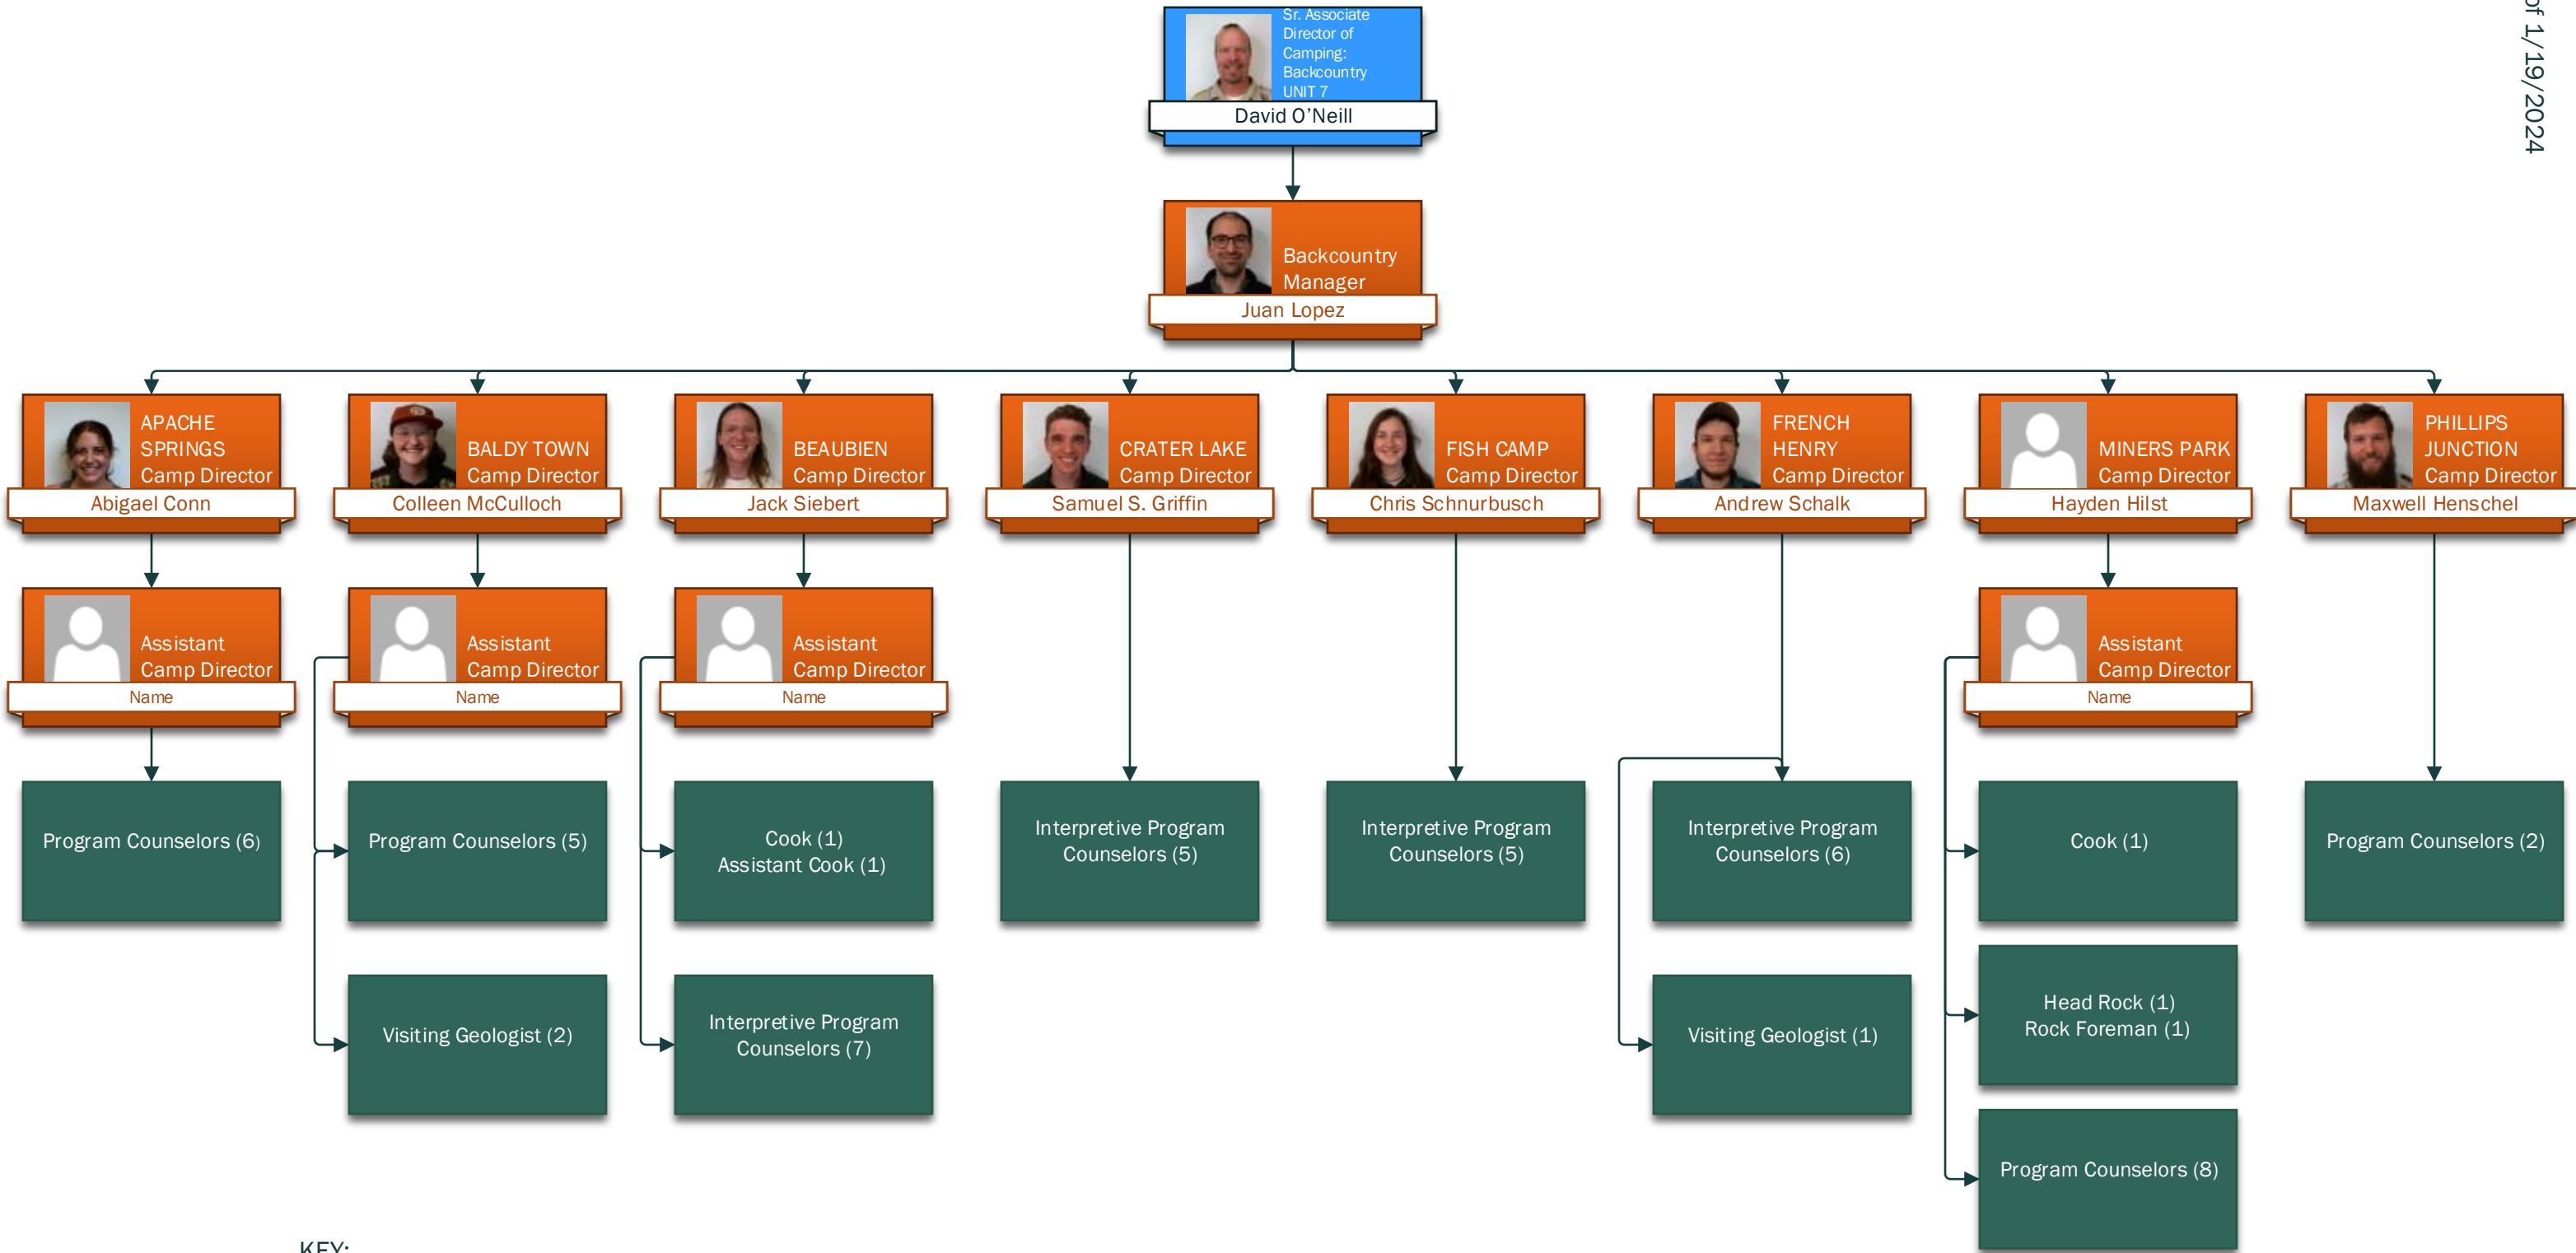 of 1/19/2024
Sr. Associate
Director of
Camping:
Backcountry
UNIT 7
David O’Neill
Backcountry
Manager
Juan Lopez
APACHE
SPRINGS
Camp Director
Abigael Conn
BALDY TOWN
Camp Director
Colleen McCulloch
BEAUBIEN
Camp Director
Jack Siebert
CRATER LAKE
Camp Director
Samuel S. Griffin
FISH CAMP
Camp Director
Chris Schnurbusch
FRENCH
HENRY
Camp Director
Andrew Schalk
MINERS PARK
Camp Director
Hayden Hilst
PHILLIPS
JUNCTION
Camp Director
Maxwell Henschel
Assistant
Camp Director
Name
Assistant
Camp Director
Name
Assistant
Camp Director
Name
Assistant
Camp Director
Name
Program Counselors (6)
Program Counselors (5)
Cook (1)
Assistant Cook (1)
Interpretive Program
Counselors (5)
Interpretive Program
Counselors (5)
Interpretive Program
Counselors (6)
Cook (1)
Program Counselors (2)
Visiting Geologist (2)
Interpretive Program
Counselors (7)
Visiting Geologist (1)
Head Rock (1)
Rock Foreman (1)
Program Counselors (8)
KEY: